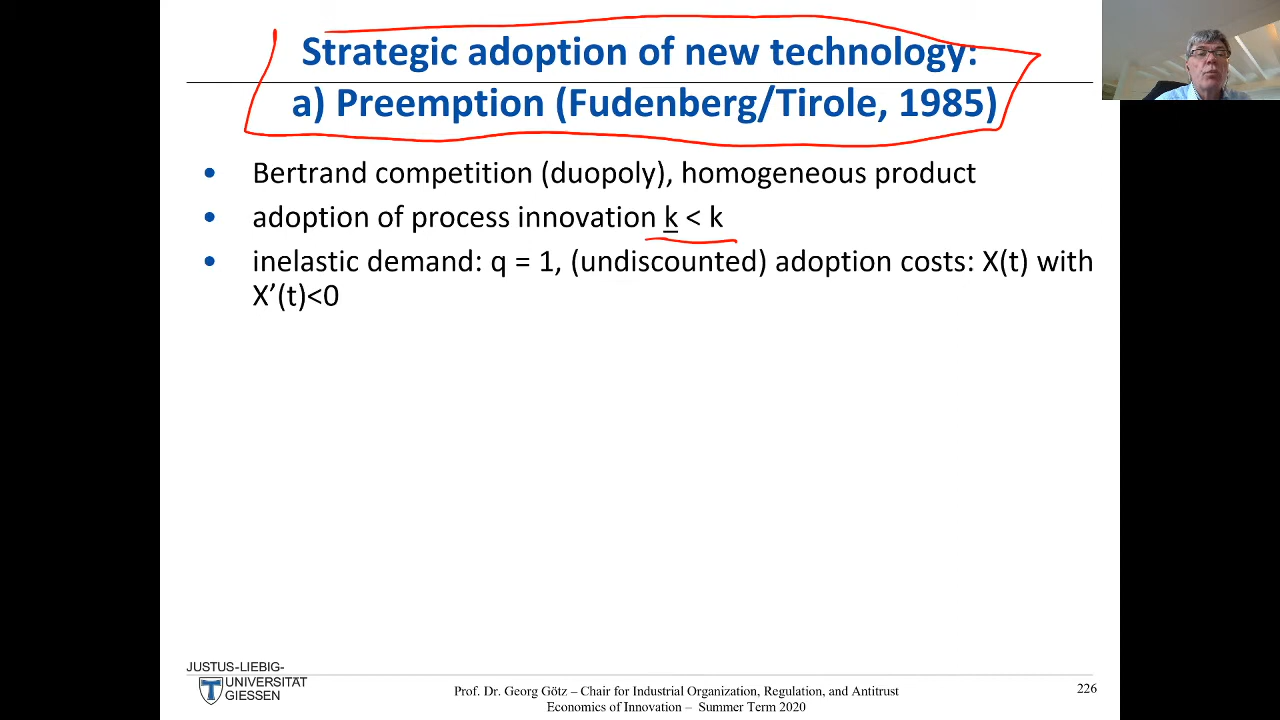 Strategic adoption of new technology:
a) Preemption (Fudenberg/Tirole, 1985)
• Bertrand competition (duopoly), homogeneous product
• adoption of process innovation k < k
• inelastic demand: q = 1, (undiscounted) adoption costs: X(t) with
X’(t)<0
JUSTUS-LIEBIG-
UNIVERSITÄT
GIESSEN
Prof. Dr. Georg Götz – Chair for Industrial Organization, Regulation, and Antitrust
Economics of Innovation – Summer Term 2020
226